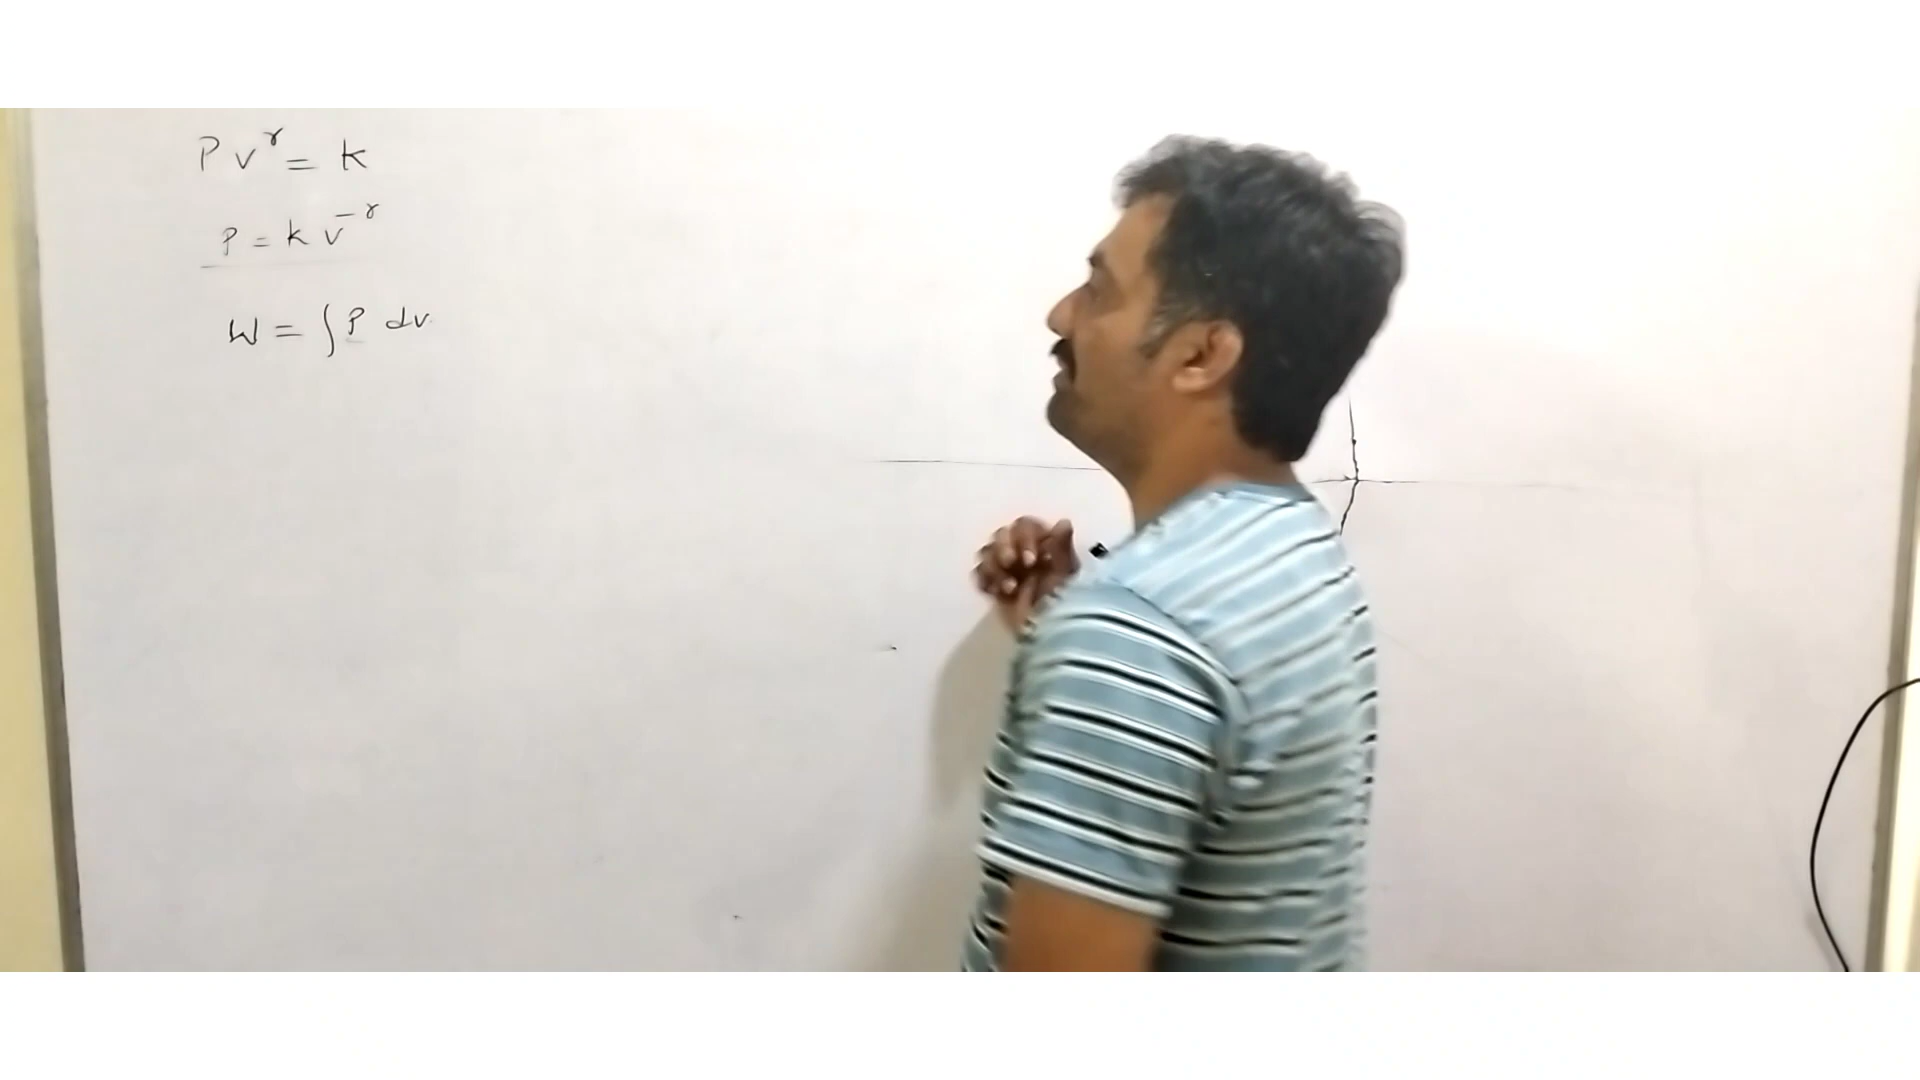 P v^γ = k
P = k v^-γ
W = ∫ P dv